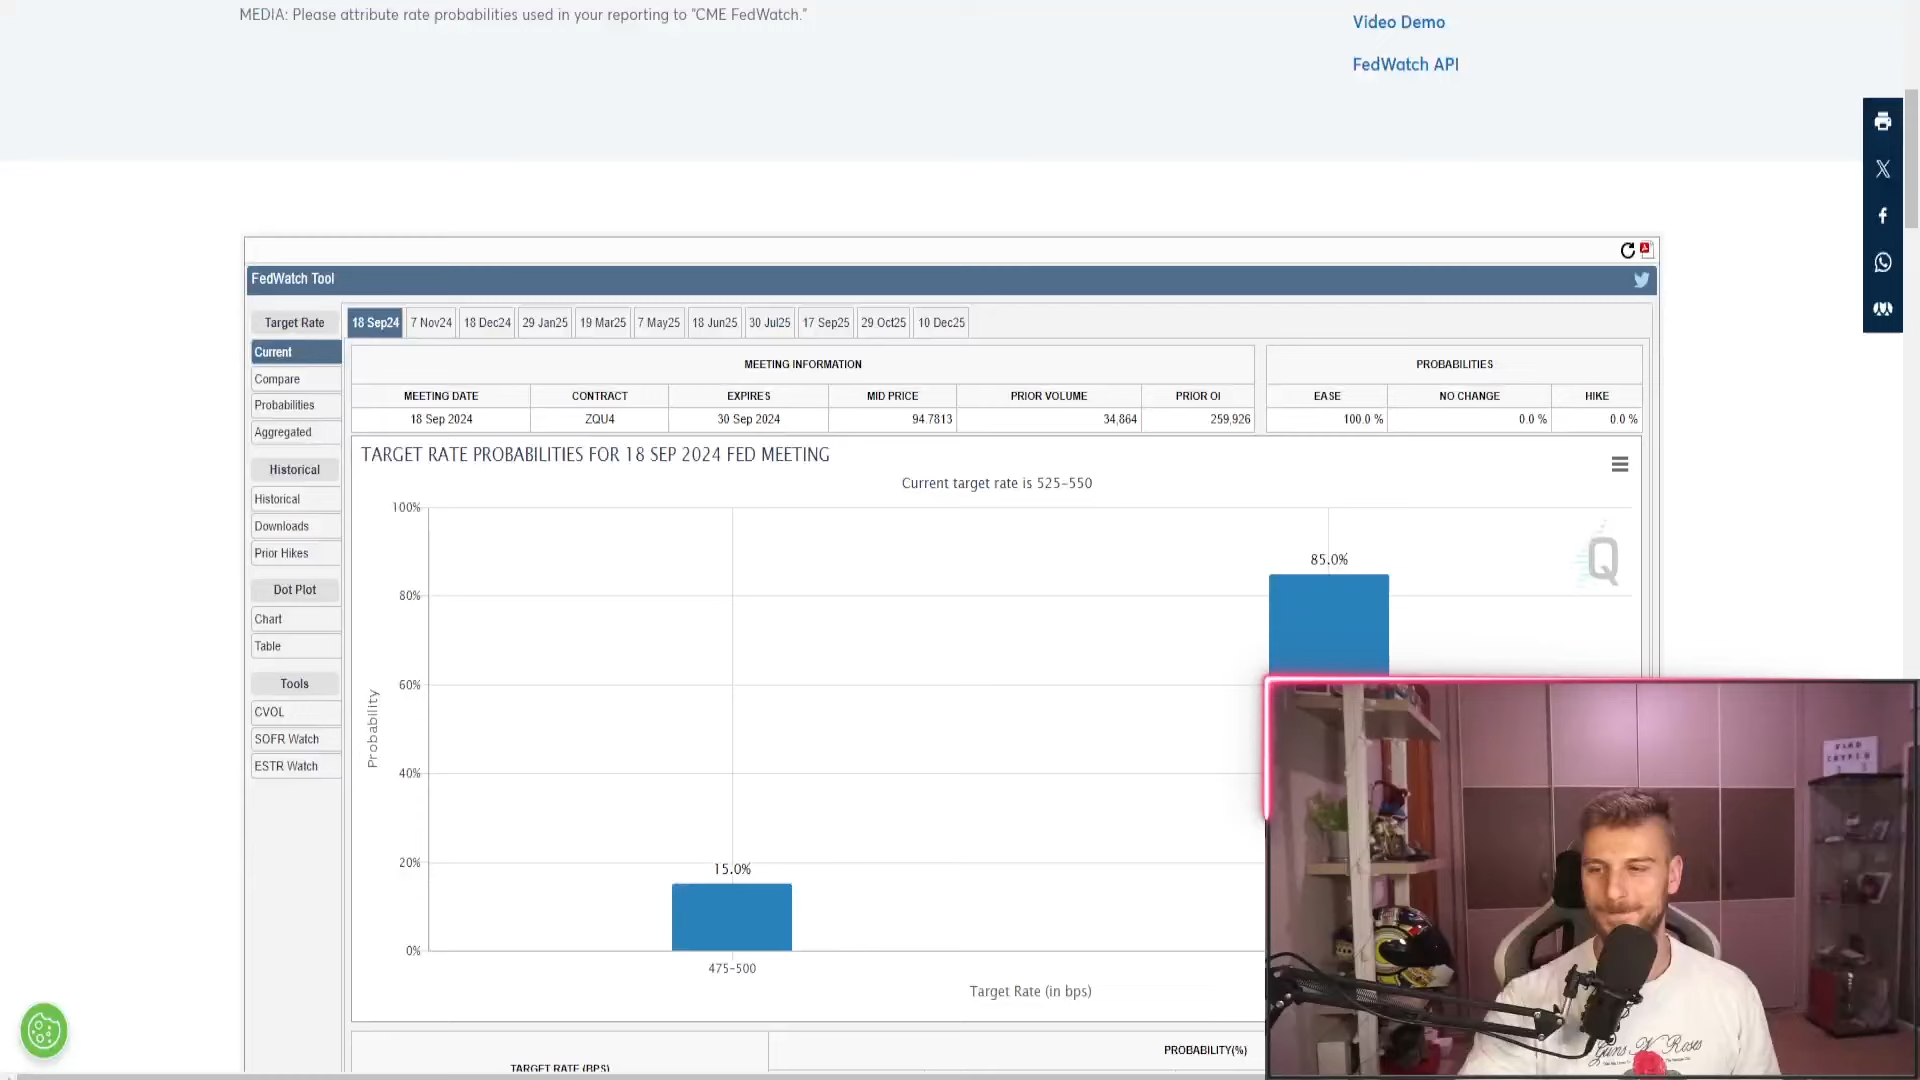 MEDIA: Please attribute rate probabilities used in your reporting to "CME FedWatch."
Video Demo
FedWatch API
FedWatch Tool
Target Rate
Current
Compare
Probabilities
Aggregated
Historical
Historical
Downloads
Prior Hikes
Dot Plot
Chart
Table
Tools
CVOL
SOFR Watch
ESTR Watch
18 Sep24 7 Nov24 18 Dec24 29 Jan25 19 Mar25 7 May25 18 Jun25 30 Jul25 17 Sep25 29 Oct25 10 Dec25
MEETING INFORMATION
MEETING DATE CONTRACT EXPIRES MID PRICE PRIOR VOLUME PRIOR OI
18 Sep 2024 ZQU4 30 Sep 2024 94.7813 34,864 259,926
PROBABILITIES
EASE NO CHANGE HIKE
100.0 % 0.0 % 0.0 %
TARGET RATE PROBABILITIES FOR 18 SEP 2024 FED MEETING
Current target rate is 525-550
100%
80%
60%
40%
20%
0%
Probability
85.0%
15.0%
Q
475-500
Target Rate (in bps)
TARGET RATE (BPS)
PROBABILITY(%)
Guns N' Roses